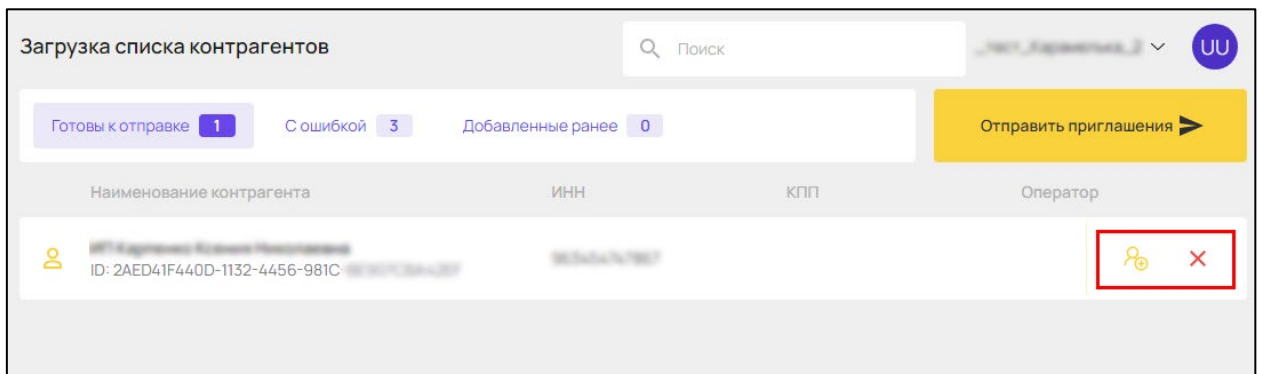 Загрузка списка контрагентов
Поиск
UU
Готовы к отправке 1 С ошибкой 3 Добавленные ранее 0
Отправить приглашения
Наименование контрагента ИНН КПП Оператор
ID: 2AED41F440D-1132-4456-981C